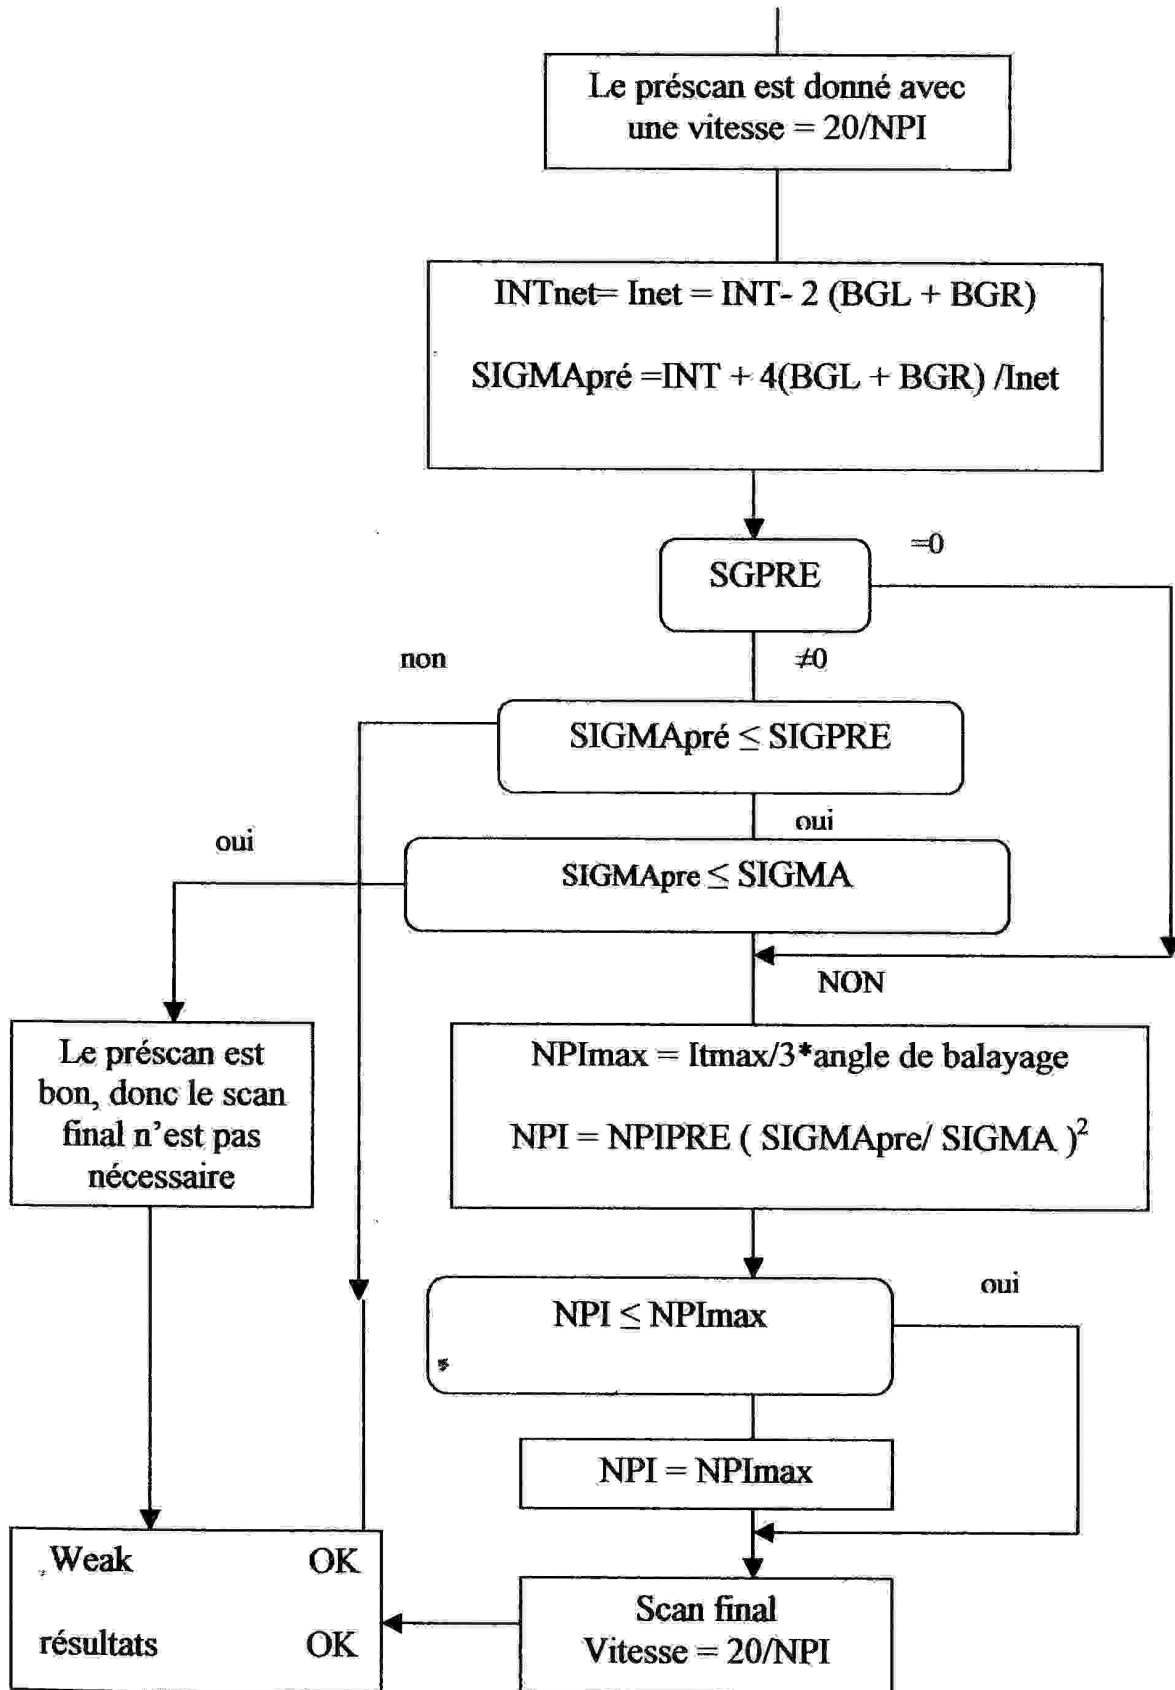 Le préscan est donné avec
une vitesse = 20/NPI
INTnet= Inet = INT- 2 (BGL + BGR)
SIGMApré =INT + 4(BGL + BGR) /Inet
=0
SGPRE
non
≠0
SIGMApré ≤ SIGPRE
oui
oui
SIGMApre ≤ SIGMA
NON
Le préscan est
bon, donc le scan
final n’est pas
nécessaire
NPImax = Itmax/3*angle de balayage
NPI = NPIPRE ( SIGMApre/ SIGMA )²
oui
NPI ≤ NPImax
NPI = NPImax
Weak OK
résultats OK
Scan final
Vitesse = 20/NPI